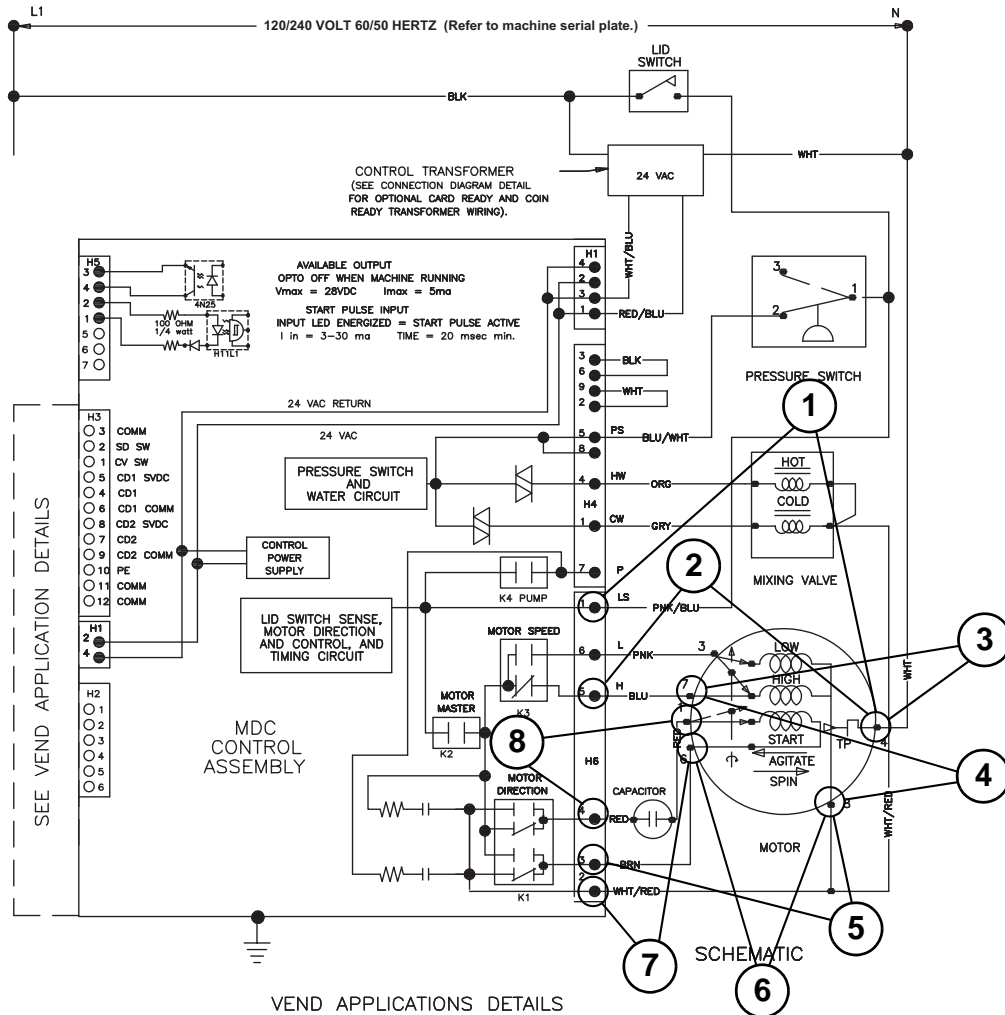 L1
N
120/240 VOLT 60/50 HERTZ (Refer to machine serial plate.)
LID
SWITCH
BLK
WHT
CONTROL TRANSFORMER
(SEE CONNECTION DIAGRAM DETAIL
FOR OPTIONAL CARD READY AND COIN
READY TRANSFORMER WIRING).
24 VAC
WHT/BLU
RED/BLU
H5
3
4
2
1
5
6
7
4N25
100 OHM
1/4 watt
H11L1
AVAILABLE OUTPUT
OPTO OFF WHEN MACHINE RUNNING
Vmax = 28VDC Imax = 5ma
START PULSE INPUT
INPUT LED ENERGIZED = START PULSE ACTIVE
I in = 3-30 ma TIME = 20 msec min.
H1
4
2
3
1
3
1
2
PRESSURE SWITCH
3 BLK
6
9 WHT
2
5 PS BLU/WHT
8
4 HW ORG
H4
1 CW GRY
7 P
24 VAC RETURN
24 VAC
PRESSURE SWITCH
AND
WATER CIRCUIT
HOT
COLD
MIXING VALVE
SEE VEND APPLICATION DETAILS
H3
3 COMM
2 SD SW
1 CV SW
5 CD1 5VDC
4 CD1
6 CD1 COMM
8 CD2 5VDC
7 CD2
9 CD2 COMM
10 PE
11 COMM
12 COMM
CONTROL
POWER
SUPPLY
K4 PUMP
LID SWITCH SENSE,
MOTOR DIRECTION
AND CONTROL, AND
TIMING CIRCUIT
H1
2
4
H2
1
2
3
4
5
6
MDC
CONTROL
ASSEMBLY
MOTOR SPEED
K3
MOTOR
MASTER
K2
MOTOR
DIRECTION
K1
1 LS PNK/BLU
6 L PNK
5 H BLU
H6
4 RED
3 BRN
2 WHT/RED
CAPACITOR
RED
3
7
1
6
4
8
LOW
HIGH
START
AGITATE
SPIN
TP
MOTOR
WHT
WHT/RED
1
2
3
4
5
6
7
8
SCHEMATIC
VEND APPLICATIONS DETAILS